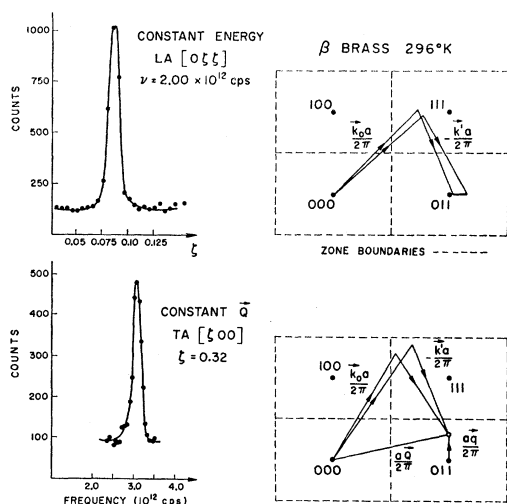 β BRASS 296°K
CONSTANT ENERGY
LA [0ζζ]
ν = 2.00 × 10¹² cps
COUNTS
1000
750
500
250
0.05 0.075 0.10 0.125
ζ
100
111
k₀a
2π
-k'a
2π
000
011
ZONE BOUNDARIES -----
CONSTANT Q
TA [ζ00]
ζ = 0.32
COUNTS
500
400
300
200
100
2.0 3.0 4.0
FREQUENCY (10¹² cps)
100
111
k₀a
2π
-k'a
2π
aQ
2π
aq
2π
000
011